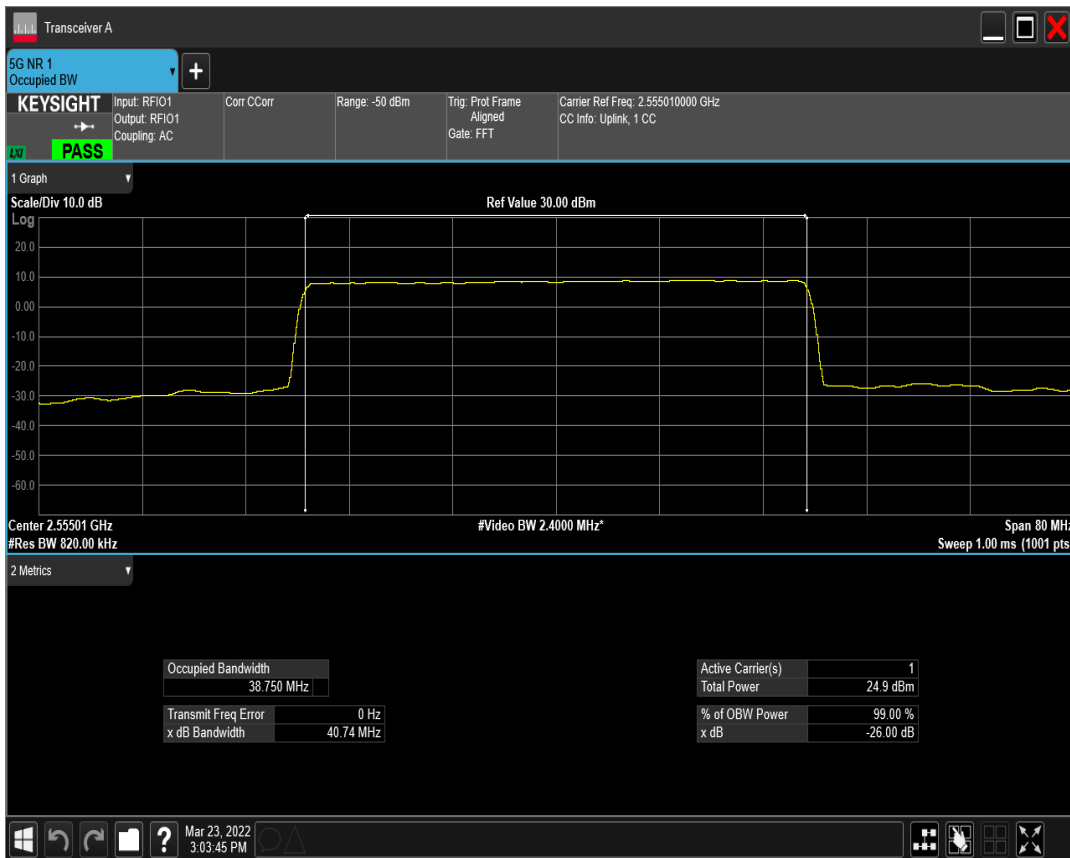 Transceiver A
5G NR 1
Occupied BW
+
KEYSIGHT
LXI
PASS
Input: RFIO1
Output: RFIO1
Coupling: AC
Corr CCorr
Range: -50 dBm
Trig: Prot Frame
Aligned
Gate: FFT
Carrier Ref Freq: 2.555010000 GHz
CC Info: Uplink, 1 CC
1 Graph
Scale/Div 10.0 dB
Ref Value 30.00 dBm
Log
20.0
10.0
0.00
-10.0
-20.0
-30.0
-40.0
-50.0
-60.0
Center 2.55501 GHz
#Video BW 2.4000 MHz*
Span 80 MHz
#Res BW 820.00 kHz
Sweep 1.00 ms (1001 pts
2 Metrics
Occupied Bandwidth
38.750 MHz
Transmit Freq Error 0 Hz
x dB Bandwidth 40.74 MHz
Active Carrier(s) 1
Total Power 24.9 dBm
% of OBW Power 99.00 %
x dB -26.00 dB
?
Mar 23, 2022
3:03:45 PM